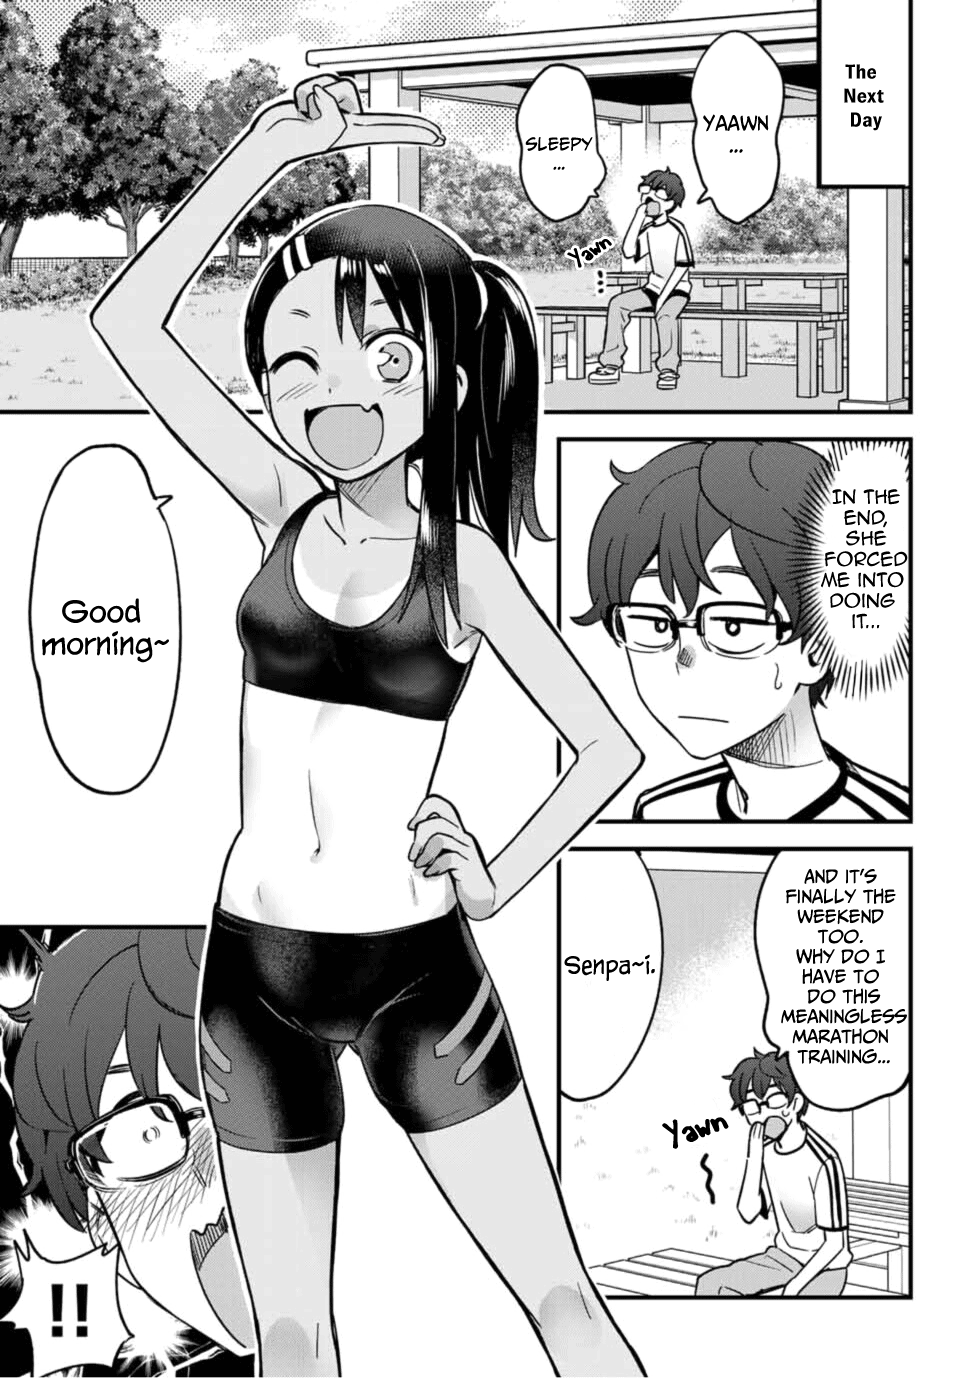 The
Next
Day
YAAWN
...
SLEEPY
...
Yawn
IN THE
END,
SHE
FORCED
ME INTO
DOING
IT...
AND IT'S
FINALLY THE
WEEKEND
TOO.
WHY DO I
HAVE TO
DO THIS
MEANINGLESS
MARATHON
TRAINING...
Yawn
Senpa~i.
Good
morning~
!!